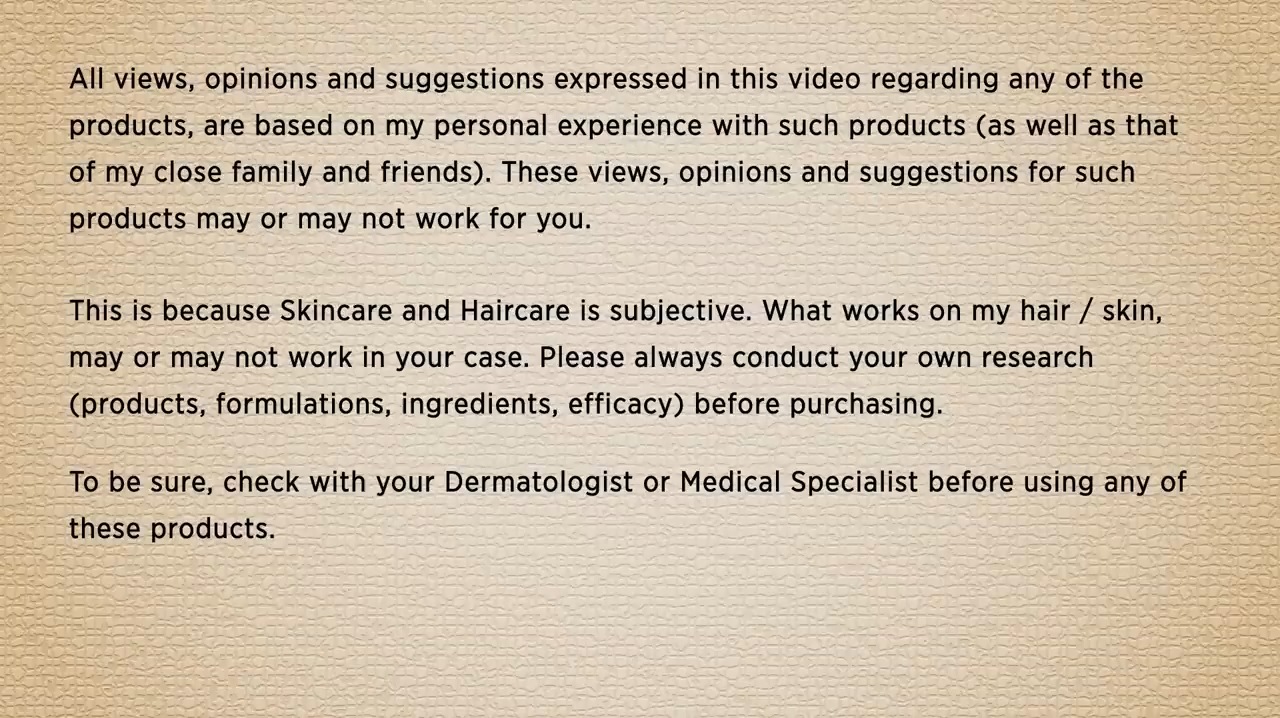 All views, opinions and suggestions expressed in this video regarding any of the
products, are based on my personal experience with such products (as well as that
of my close family and friends). These views, opinions and suggestions for such
products may or may not work for you.
This is because Skincare and Haircare is subjective. What works on my hair / skin,
may or may not work in your case. Please always conduct your own research
(products, formulations, ingredients, efficacy) before purchasing.
To be sure, check with your Dermatologist or Medical Specialist before using any of
these products.